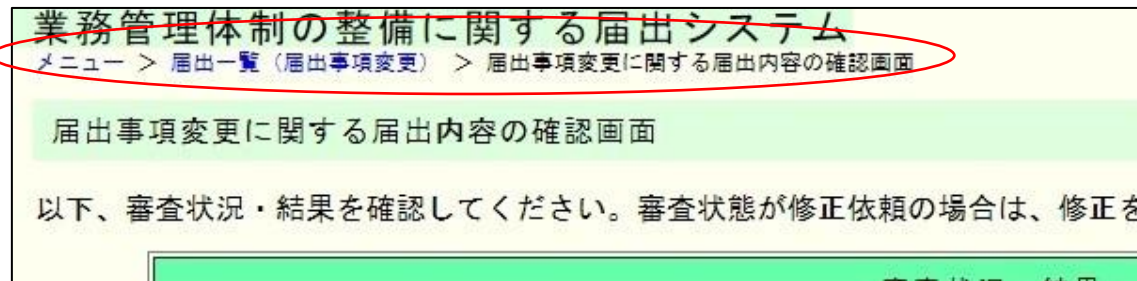 業務管理体制の整備に関する届出システム
メニュー > 届出一覧（届出事項変更） > 届出事項変更に関する届出内容の確認画面
届出事項変更に関する届出内容の確認画面
以下、審査状況・結果を確認してください。審査状態が修正依頼の場合は、修正を